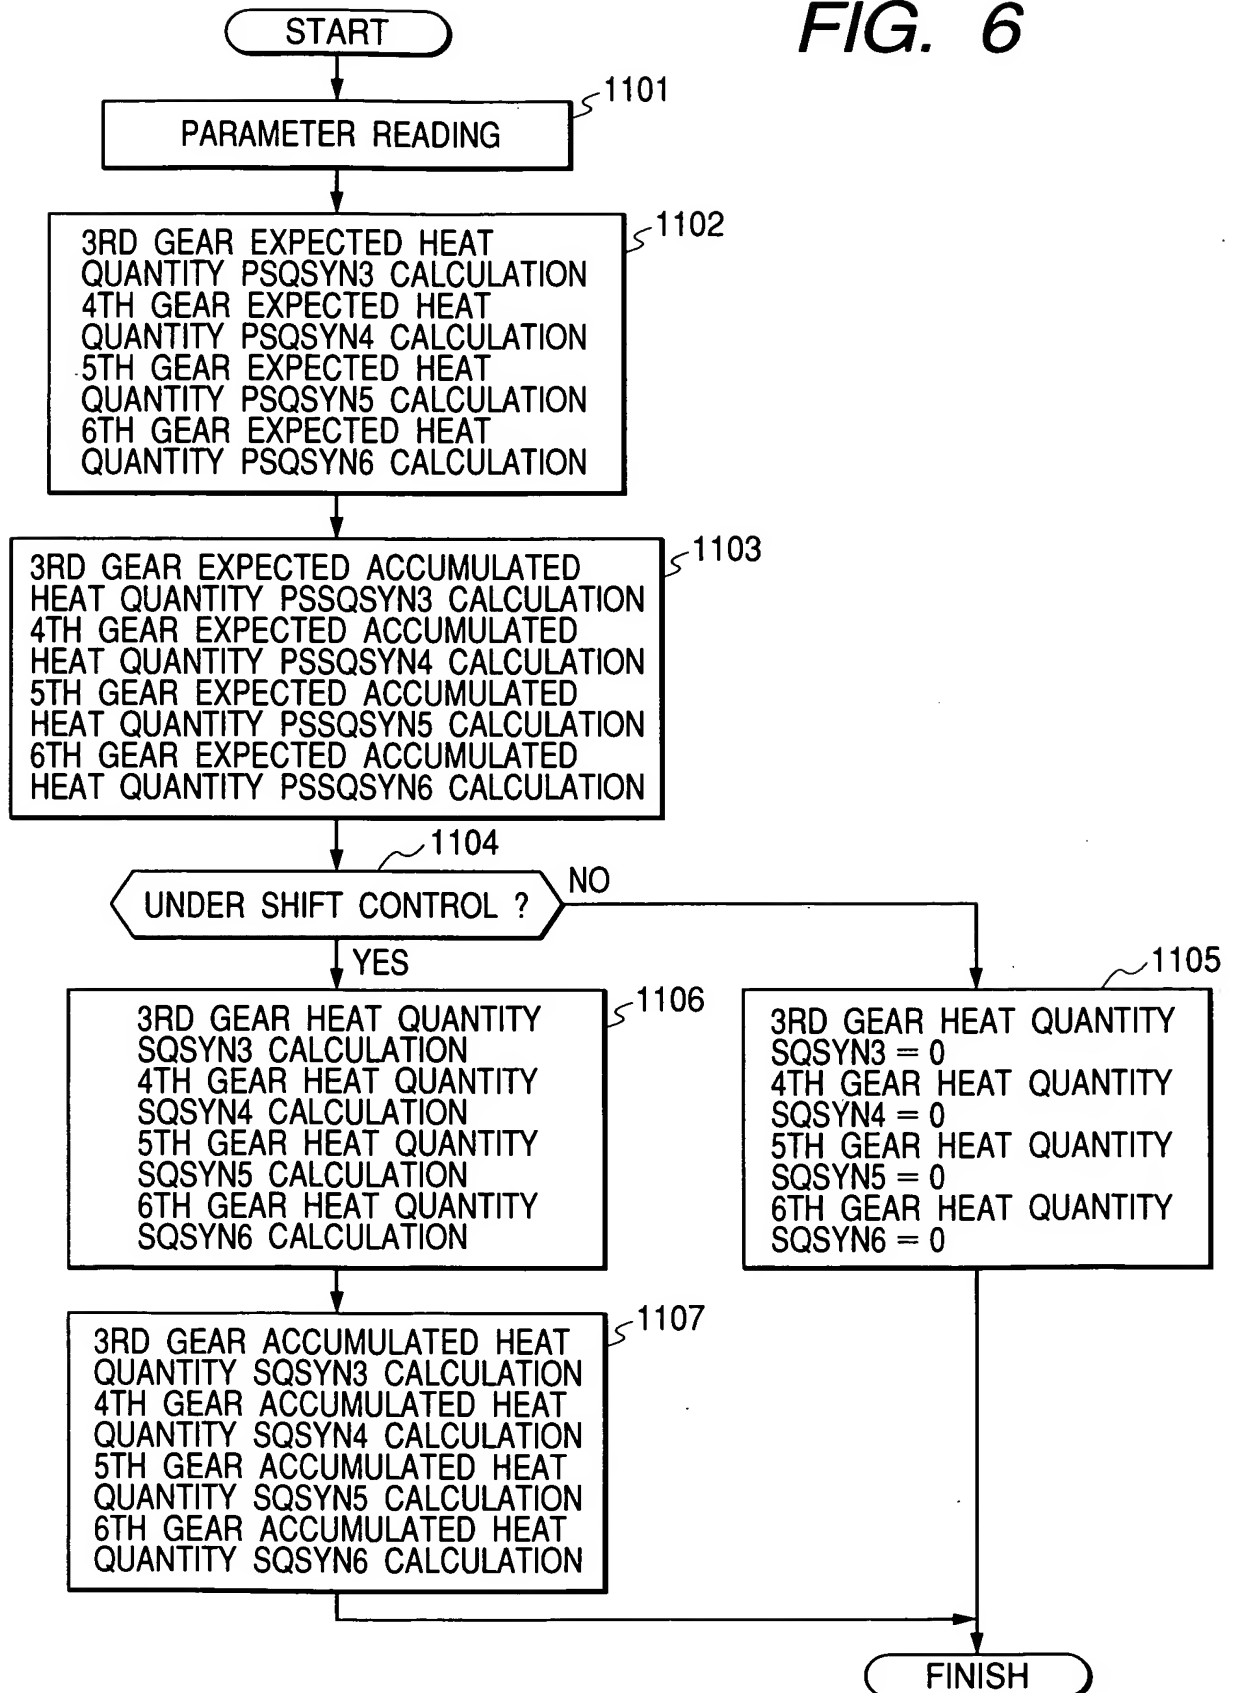 FIG. 6
START
1101
PARAMETER READING
1102
3RD GEAR EXPECTED HEAT
QUANTITY PSQSYN3 CALCULATION
4TH GEAR EXPECTED HEAT
QUANTITY PSQSYN4 CALCULATION
5TH GEAR EXPECTED HEAT
QUANTITY PSQSYN5 CALCULATION
6TH GEAR EXPECTED HEAT
QUANTITY PSQSYN6 CALCULATION
1103
3RD GEAR EXPECTED ACCUMULATED
HEAT QUANTITY PSSQSYN3 CALCULATION
4TH GEAR EXPECTED ACCUMULATED
HEAT QUANTITY PSSQSYN4 CALCULATION
5TH GEAR EXPECTED ACCUMULATED
HEAT QUANTITY PSSQSYN5 CALCULATION
6TH GEAR EXPECTED ACCUMULATED
HEAT QUANTITY PSSQSYN6 CALCULATION
1104
UNDER SHIFT CONTROL ?
NO
YES
1106
3RD GEAR HEAT QUANTITY
SQSYN3 CALCULATION
4TH GEAR HEAT QUANTITY
SQSYN4 CALCULATION
5TH GEAR HEAT QUANTITY
SQSYN5 CALCULATION
6TH GEAR HEAT QUANTITY
SQSYN6 CALCULATION
1105
3RD GEAR HEAT QUANTITY
SQSYN3 = 0
4TH GEAR HEAT QUANTITY
SQSYN4 = 0
5TH GEAR HEAT QUANTITY
SQSYN5 = 0
6TH GEAR HEAT QUANTITY
SQSYN6 = 0
1107
3RD GEAR ACCUMULATED HEAT
QUANTITY SQSYN3 CALCULATION
4TH GEAR ACCUMULATED HEAT
QUANTITY SQSYN4 CALCULATION
5TH GEAR ACCUMULATED HEAT
QUANTITY SQSYN5 CALCULATION
6TH GEAR ACCUMULATED HEAT
QUANTITY SQSYN6 CALCULATION
FINISH